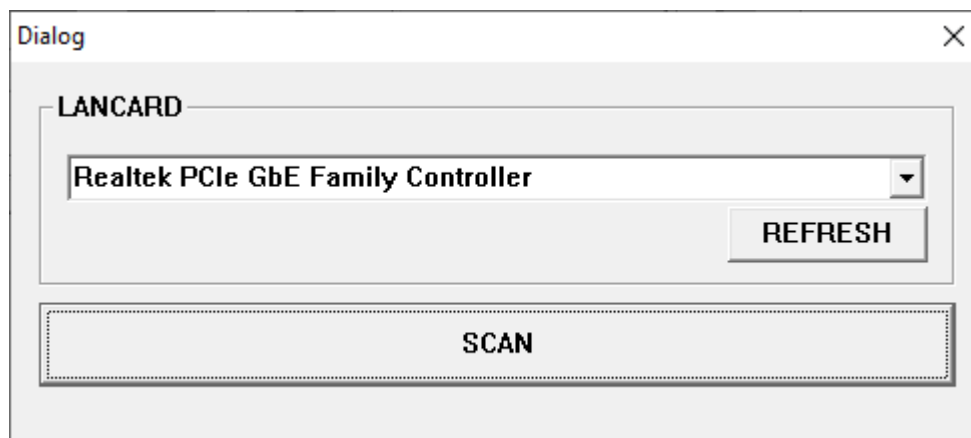 Dialog
LANCARD
Realtek PCIe GbE Family Controller
REFRESH
SCAN